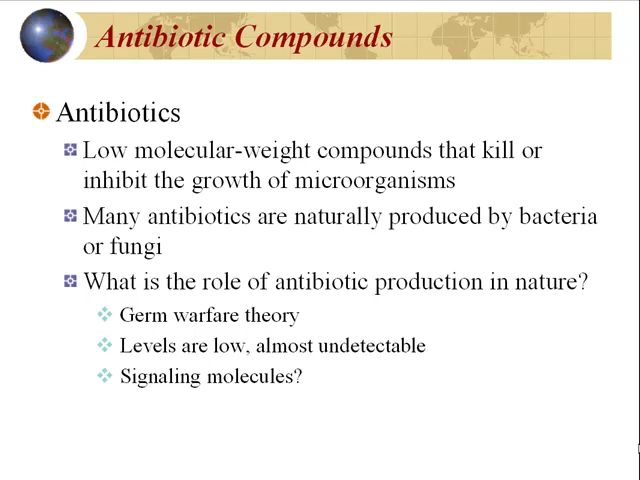 Antibiotic Compounds
Antibiotics
Low molecular-weight compounds that kill or
inhibit the growth of microorganisms
Many antibiotics are naturally produced by bacteria
or fungi
What is the role of antibiotic production in nature?
Germ warfare theory
Levels are low, almost undetectable
Signaling molecules?